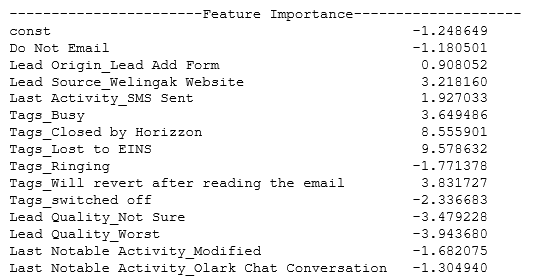 -----------------------Feature Importance--------------------
const -1.248649
Do Not Email -1.180501
Lead Origin_Lead Add Form 0.908052
Lead Source_Welingak Website 3.218160
Last Activity_SMS Sent 1.927033
Tags_Busy 3.649486
Tags_Closed by Horizzon 8.555901
Tags_Lost to EINS 9.578632
Tags_Ringing -1.771378
Tags_Will revert after reading the email 3.831727
Tags_switched off -2.336683
Lead Quality_Not Sure -3.479228
Lead Quality_Worst -3.943680
Last Notable Activity_Modified -1.682075
Last Notable Activity_Olark Chat Conversation -1.304940